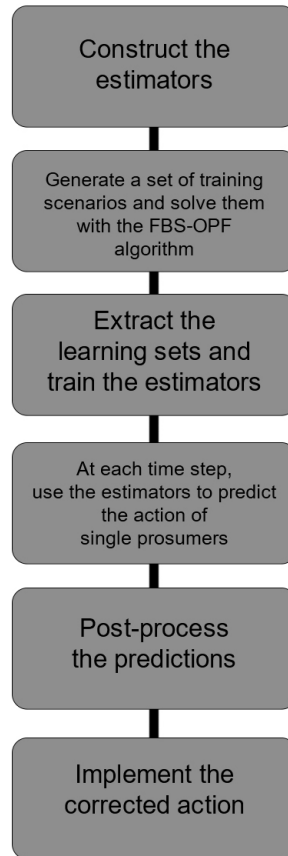 Construct the
estimators
Generate a set of training
scenarios and solve them
with the FBS-OPF
algorithm
Extract the
learning sets and
train the estimators
At each time step,
use the estimators to predict
the action of
single prosumers
Post-process
the predictions
Implement the
corrected action